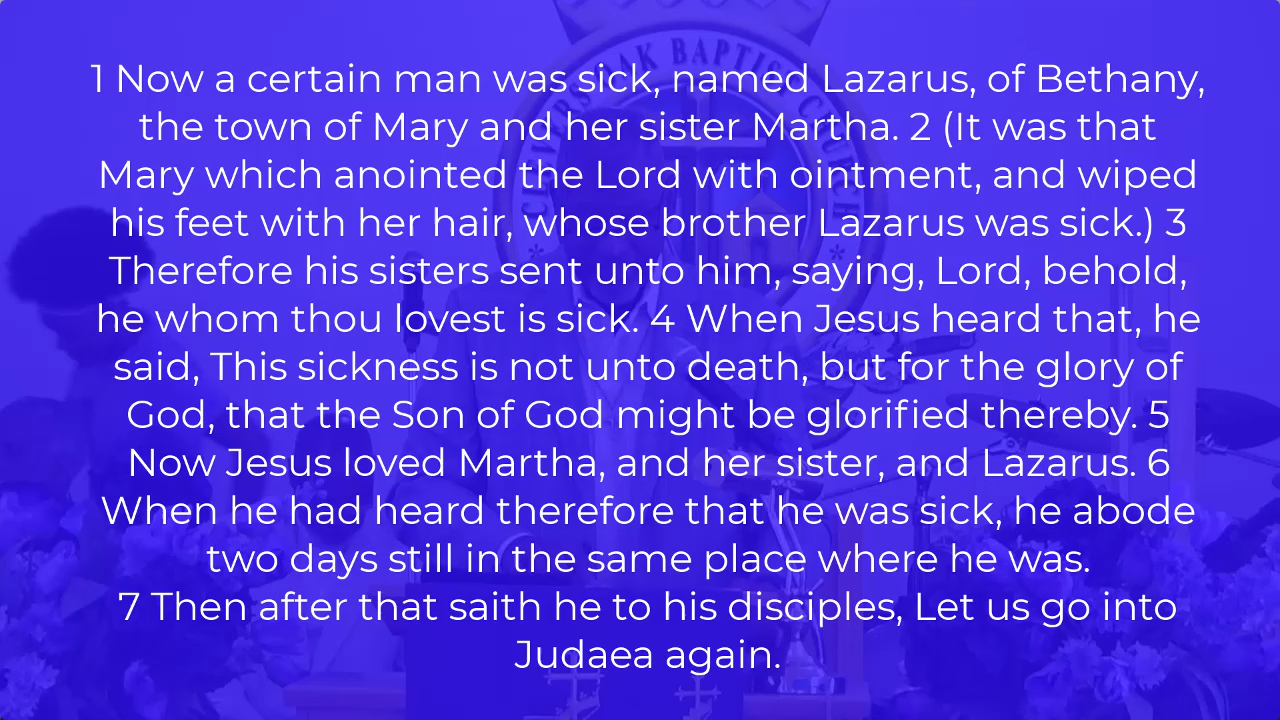 1 Now a certain man was sick, named Lazarus, of Bethany,
the town of Mary and her sister Martha. 2 (It was that
Mary which anointed the Lord with ointment, and wiped
his feet with her hair, whose brother Lazarus was sick.) 3
Therefore his sisters sent unto him, saying, Lord, behold,
he whom thou lovest is sick. 4 When Jesus heard that, he
said, This sickness is not unto death, but for the glory of
God, that the Son of God might be glorified thereby. 5
Now Jesus loved Martha, and her sister, and Lazarus. 6
When he had heard therefore that he was sick, he abode
two days still in the same place where he was.
7 Then after that saith he to his disciples, Let us go into
Judaea again.
BAPTIST CHURCH